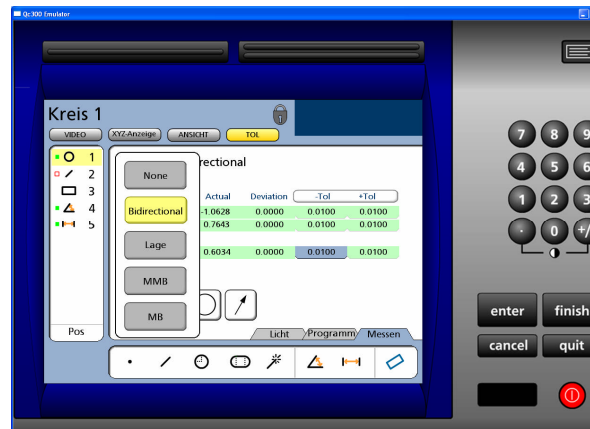 Qc300 Emulator
Kreis 1
VIDEO XYZ-Anzeige ANSICHT TOL
1
2
3
4
5
Pos
None
Bidirectional
Lage
MMB
MB
rectional
Actual Deviation -Tol +Tol
-1.0628 0.0000 0.0100 0.0100
0.7643 0.0000 0.0100 0.0100
0.6034 0.0000 0.0100 0.0100
Licht Programm Messen
7 8 9
4 5 6
1 2 3
. 0 +/
enter finish
cancel quit